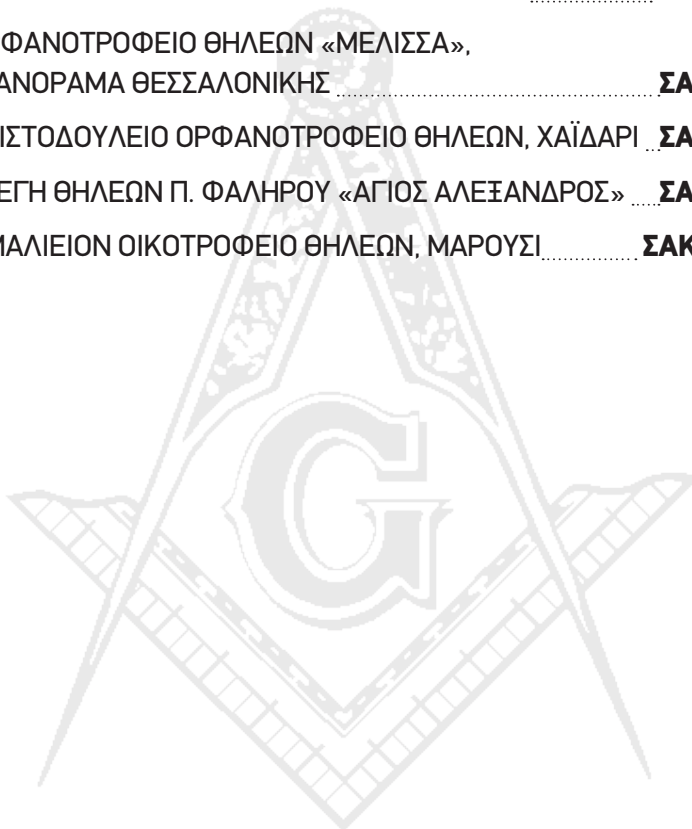 ΦΑΝΟΤΡΟΦΕΙΟ ΘΗΛΕΩΝ «ΜΕΛΙΣΣΑ»,
ΑΝΟΡΑΜΑ ΘΕΣΣΑΛΟΝΙΚΗΣ ΣΑ
ΙΣΤΟΔΟΥΛΕΙΟ ΟΡΦΑΝΟΤΡΟΦΕΙΟ ΘΗΛΕΩΝ, ΧΑΪΔΑΡΙ ΣΑ
ΕΓΗ ΘΗΛΕΩΝ Π. ΦΑΛΗΡΟΥ «ΑΓΙΟΣ ΑΛΕΞΑΝΔΡΟΣ» ΣΑ
ΜΑΛΙΕΙΟΝ ΟΙΚΟΤΡΟΦΕΙΟ ΘΗΛΕΩΝ, ΜΑΡΟΥΣΙ ΣΑΚ
G